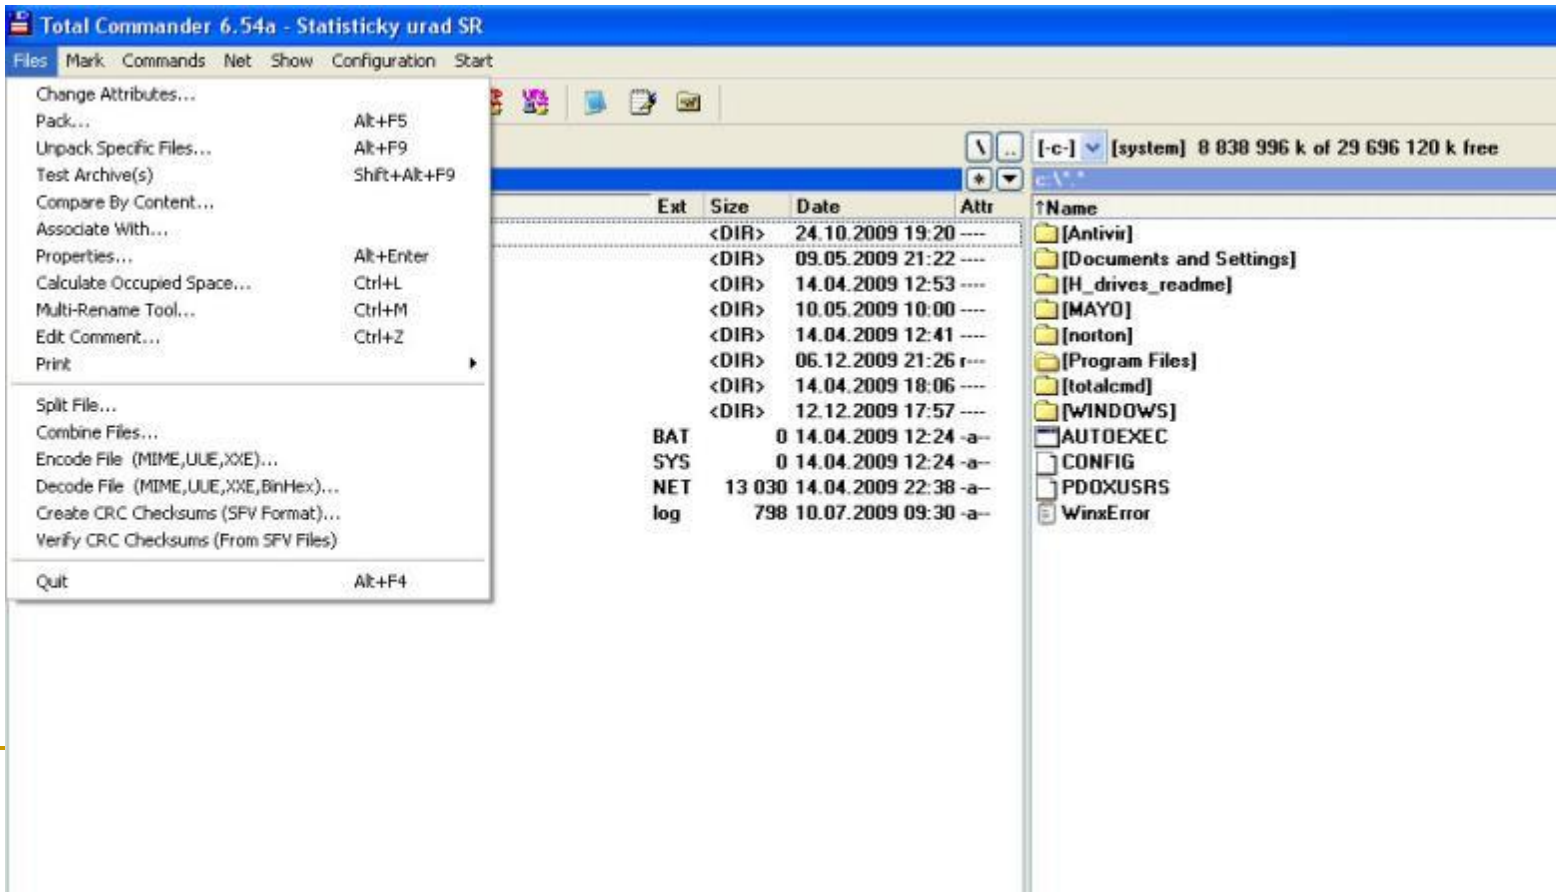 Total Commander 6.54a - Statisticky urad SR
Files Mark Commands Net Show Configuration Start
Change Attributes...
Pack... Alt+F5
Unpack Specific Files... Alt+F9
Test Archive(s) Shift+Alt+F9
Compare By Content...
Associate With...
Properties... Alt+Enter
Calculate Occupied Space... Ctrl+L
Multi-Rename Tool... Ctrl+M
Edit Comment... Ctrl+Z
Print
Split File...
Combine Files...
Encode File (MIME,UUE,XXE)...
Decode File (MIME,UUE,XXE,BinHex)...
Create CRC Checksums (SFV Format)...
Verify CRC Checksums (From SFV Files)
Quit Alt+F4
\ ..
* 
Ext Size Date Attr
<DIR> 24.10.2009 19:20 ----
<DIR> 09.05.2009 21:22 ----
<DIR> 14.04.2009 12:53 ----
<DIR> 10.05.2009 10:00 ----
<DIR> 14.04.2009 12:41 ----
<DIR> 06.12.2009 21:26 r---
<DIR> 14.04.2009 18:06 ----
<DIR> 12.12.2009 17:57 ----
BAT 0 14.04.2009 12:24 -a--
SYS 0 14.04.2009 12:24 -a--
NET 13 030 14.04.2009 22:38 -a--
log 798 10.07.2009 09:30 -a--
[-c-] [system] 8 838 996 k of 29 696 120 k free
c:\*.*
↑Name
[Antivir]
[Documents and Settings]
[H_drives_readme]
[MAYO]
[norton]
[Program Files]
[totalcmd]
[WINDOWS]
AUTOEXEC
CONFIG
PDOXUSRS
WinxError